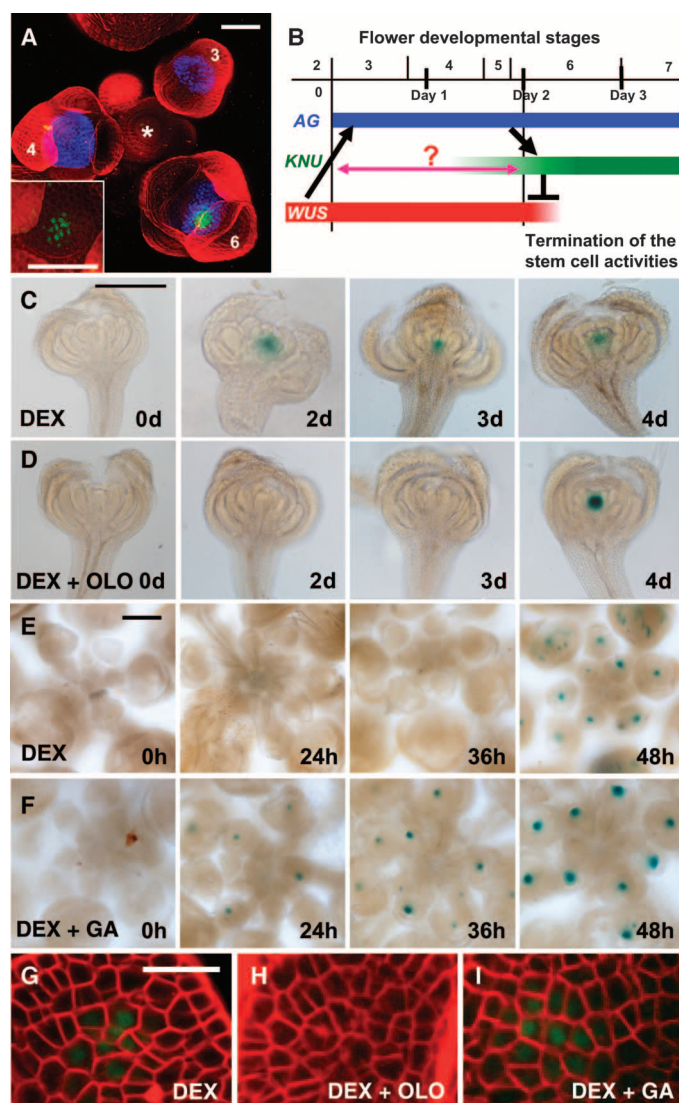 A
3
*
4
6
B
Flower developmental stages
2 3 4 5 6 7
0 Day 1 Day 2 Day 3
AG
KNU
?
WUS
Termination of the
stem cell activities
C
DEX 0d 2d 3d 4d
D
DEX + OLO 0d 2d 3d 4d
E
DEX 0h 24h 36h 48h
F
DEX + GA 0h 24h 36h 48h
G H I
DEX DEX + OLO DEX + GA